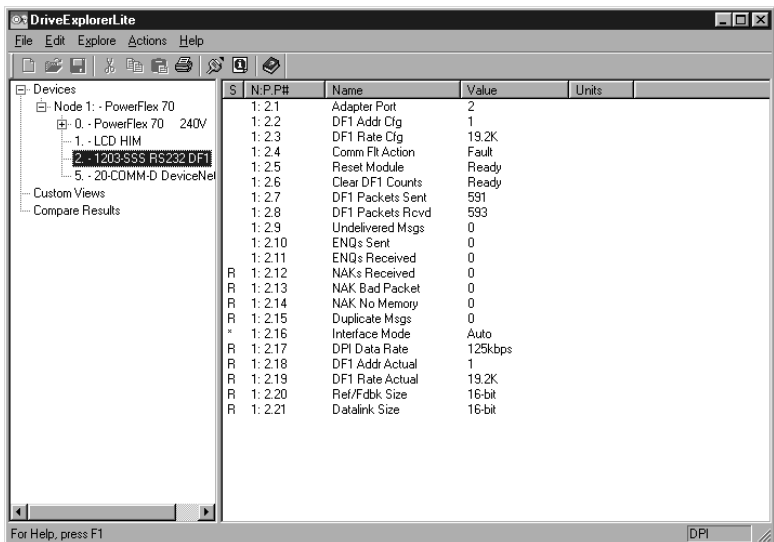 DriveExplorerLite
File Edit Explore Actions Help
Devices
Node 1: - PowerFlex 70
0. - PowerFlex 70 240V
1. - LCD HIM
2. - 1203-SSS RS232 DF1
5. - 20-COMM-D DeviceNe
Custom Views
Compare Results
S N:P.P# Name Value Units
1: 2.1 Adapter Port 2
1: 2.2 DF1 Addr Cfg 1
1: 2.3 DF1 Rate Cfg 19.2K
1: 2.4 Comm Flt Action Fault
1: 2.5 Reset Module Ready
1: 2.6 Clear DF1 Counts Ready
1: 2.7 DF1 Packets Sent 591
1: 2.8 DF1 Packets Rcvd 593
1: 2.9 Undelivered Msgs 0
1: 2.10 ENQs Sent 0
1: 2.11 ENQs Received 0
R 1: 2.12 NAKs Received 0
R 1: 2.13 NAK Bad Packet 0
R 1: 2.14 NAK No Memory 0
R 1: 2.15 Duplicate Msgs 0
* 1: 2.16 Interface Mode Auto
R 1: 2.17 DPI Data Rate 125kbps
R 1: 2.18 DF1 Addr Actual 1
R 1: 2.19 DF1 Rate Actual 19.2K
R 1: 2.20 Ref/Fdbk Size 16-bit
R 1: 2.21 Datalink Size 16-bit
For Help, press F1 DPI